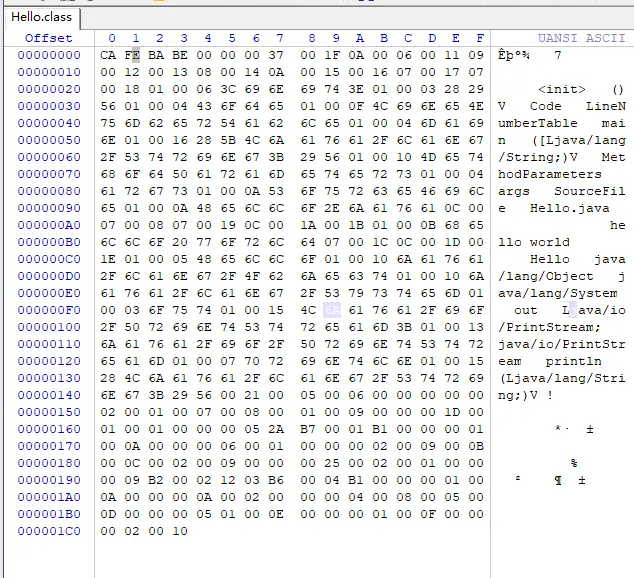 Hello.class
Offset 0 1 2 3 4 5 6 7 8 9 A B C D E F UANSI ASCII
00000000 CA FE BA BE 00 00 00 37 00 1F 0A 00 06 00 11 09 Êþº¾ 7
00000010 00 12 00 13 08 00 14 0A 00 15 00 16 07 00 17 07
00000020 00 18 01 00 06 3C 69 6E 69 74 3E 01 00 03 28 29 <init> ()
00000030 56 01 00 04 43 6F 64 65 01 00 0F 4C 69 6E 65 4E V Code LineN
00000040 75 6D 62 65 72 54 61 62 6C 65 01 00 04 6D 61 69 umberTable mai
00000050 6E 01 00 16 28 5B 4C 6A 61 76 61 2F 6C 61 6E 67 n ([Ljava/lang
00000060 2F 53 74 72 69 6E 67 3B 29 56 01 00 10 4D 65 74 /String;)V Met
00000070 68 6F 64 50 61 72 61 6D 65 74 65 72 73 01 00 04 hodParameters
00000080 61 72 67 73 01 00 0A 53 6F 75 72 63 65 46 69 6C args SourceFil
00000090 65 01 00 0A 48 65 6C 6C 6F 2E 6A 61 76 61 0C 00 e Hello.java
000000A0 07 00 08 07 00 19 0C 00 1A 00 1B 01 00 0B 68 65 he
000000B0 6C 6C 6F 20 77 6F 72 6C 64 07 00 1C 0C 00 1D 00 llo world
000000C0 1E 01 00 05 48 65 6C 6C 6F 01 00 10 6A 61 76 61 Hello java
000000D0 2F 6C 61 6E 67 2F 4F 62 6A 65 63 74 01 00 10 6A /lang/Object j
000000E0 61 76 61 2F 6C 61 6E 67 2F 53 79 73 74 65 6D 01 ava/lang/System
000000F0 00 03 6F 75 74 01 00 15 4C 6A 61 76 61 2F 69 6F out Ljava/io
00000100 2F 50 72 69 6E 74 53 74 72 65 61 6D 3B 01 00 13 /PrintStream;
00000110 6A 61 76 61 2F 69 6F 2F 50 72 69 6E 74 53 74 72 java/io/PrintStr
00000120 65 61 6D 01 00 07 70 72 69 6E 74 6C 6E 01 00 15 eam println
00000130 28 4C 6A 61 76 61 2F 6C 61 6E 67 2F 53 74 72 69 (Ljava/lang/Stri
00000140 6E 67 3B 29 56 00 21 00 05 00 06 00 00 00 00 00 ng;)V !
00000150 02 00 01 00 07 00 08 00 01 00 09 00 00 00 1D 00
00000160 01 00 01 00 00 00 05 2A B7 00 01 B1 00 00 00 01 *· ±
00000170 00 0A 00 00 00 06 00 01 00 00 00 02 00 09 00 0B
00000180 00 0C 00 02 00 09 00 00 00 25 00 02 00 01 00 00 %
00000190 00 09 B2 00 02 12 03 B6 00 04 B1 00 00 00 01 00 ² ¶ ±
000001A0 0A 00 00 00 0A 00 02 00 00 00 04 00 08 00 05 00
000001B0 0D 00 00 00 05 01 00 0E 00 00 00 01 00 0F 00 00
000001C0 00 02 00 10